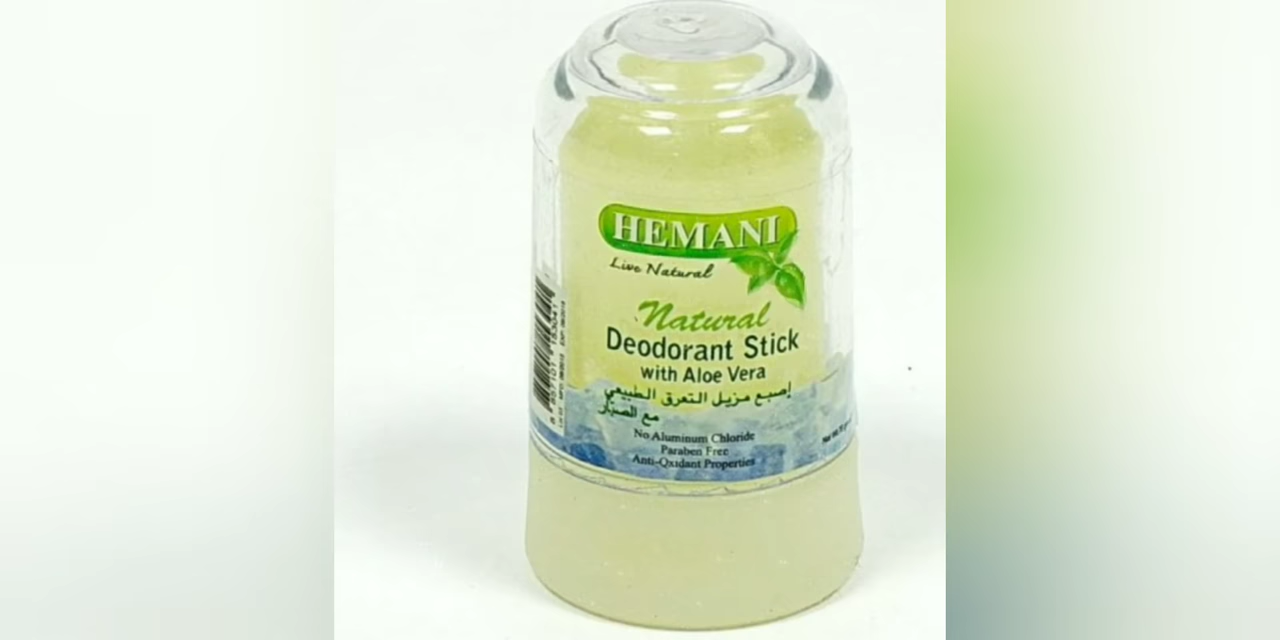 HEMANI
Live Natural
Natural
Deodorant Stick
with Aloe Vera
إصبع مزيل التعرق الطبيعي
مع الصبار
No Aluminum Chloride
Paraben Free
Anti-Oxidant Properties